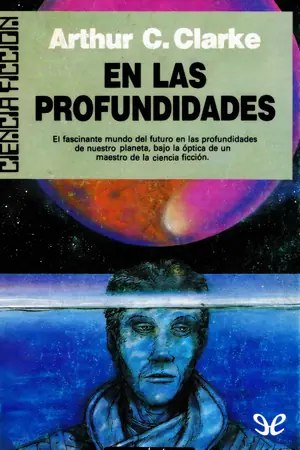 CIENCIA FICCION
Arthur C. Clarke
EN LAS
PROFUNDIDADES
El fascinante mundo del futuro en las profundidades
de nuestro planeta, bajo la óptica de un
maestro de la ciencia ficción.